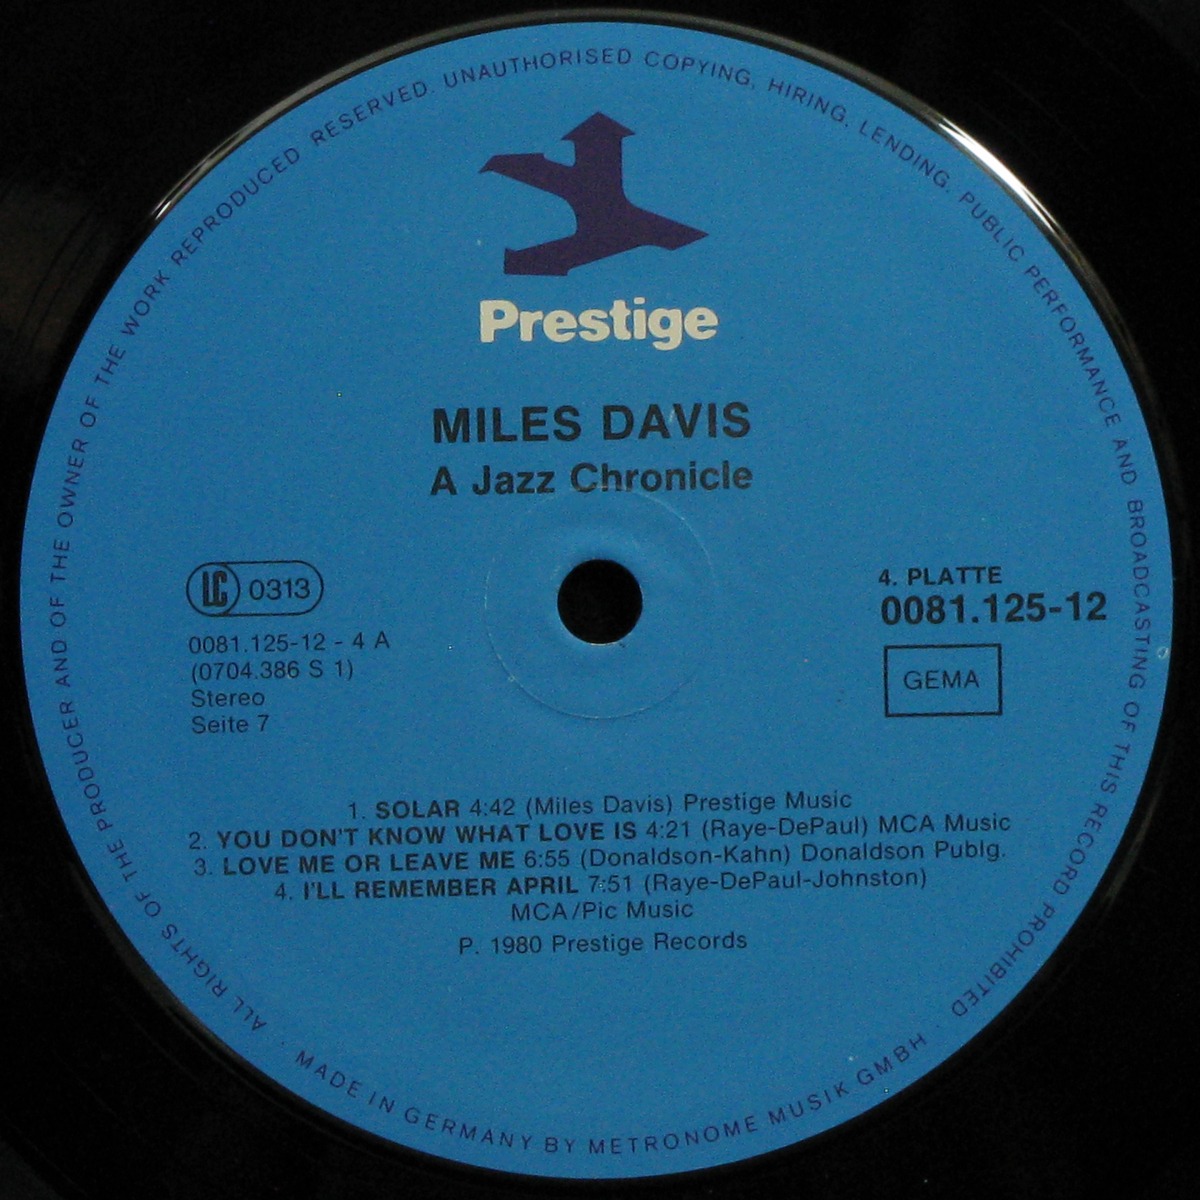 ALL RIGHTS OF THE PRODUCER AND OF THE OWNER OF THE WORK REPRODUCED RESERVED. UNAUTHORISED COPYING, HIRING, LENDING, PUBLIC PERFORMANCE AND BROADCASTING OF THIS RECORD PROHIBITED
Prestige
MILES DAVIS
A Jazz Chronicle
LC 0313
0081.125-12 - 4 A
(0704.386 S 1)
Stereo
Seite 7
4. PLATTE
0081.125-12
GEMA
1. SOLAR 4:42 (Miles Davis) Prestige Music
2. YOU DON'T KNOW WHAT LOVE IS 4:21 (Raye-DePaul) MCA Music
3. LOVE ME OR LEAVE ME 6:55 (Donaldson-Kahn) Donaldson Publg.
4. I'LL REMEMBER APRIL 7:51 (Raye-DePaul-Johnston)
MCA/Pic Music
P. 1980 Prestige Records
· MADE IN GERMANY BY METRONOME MUSIK GMBH ·